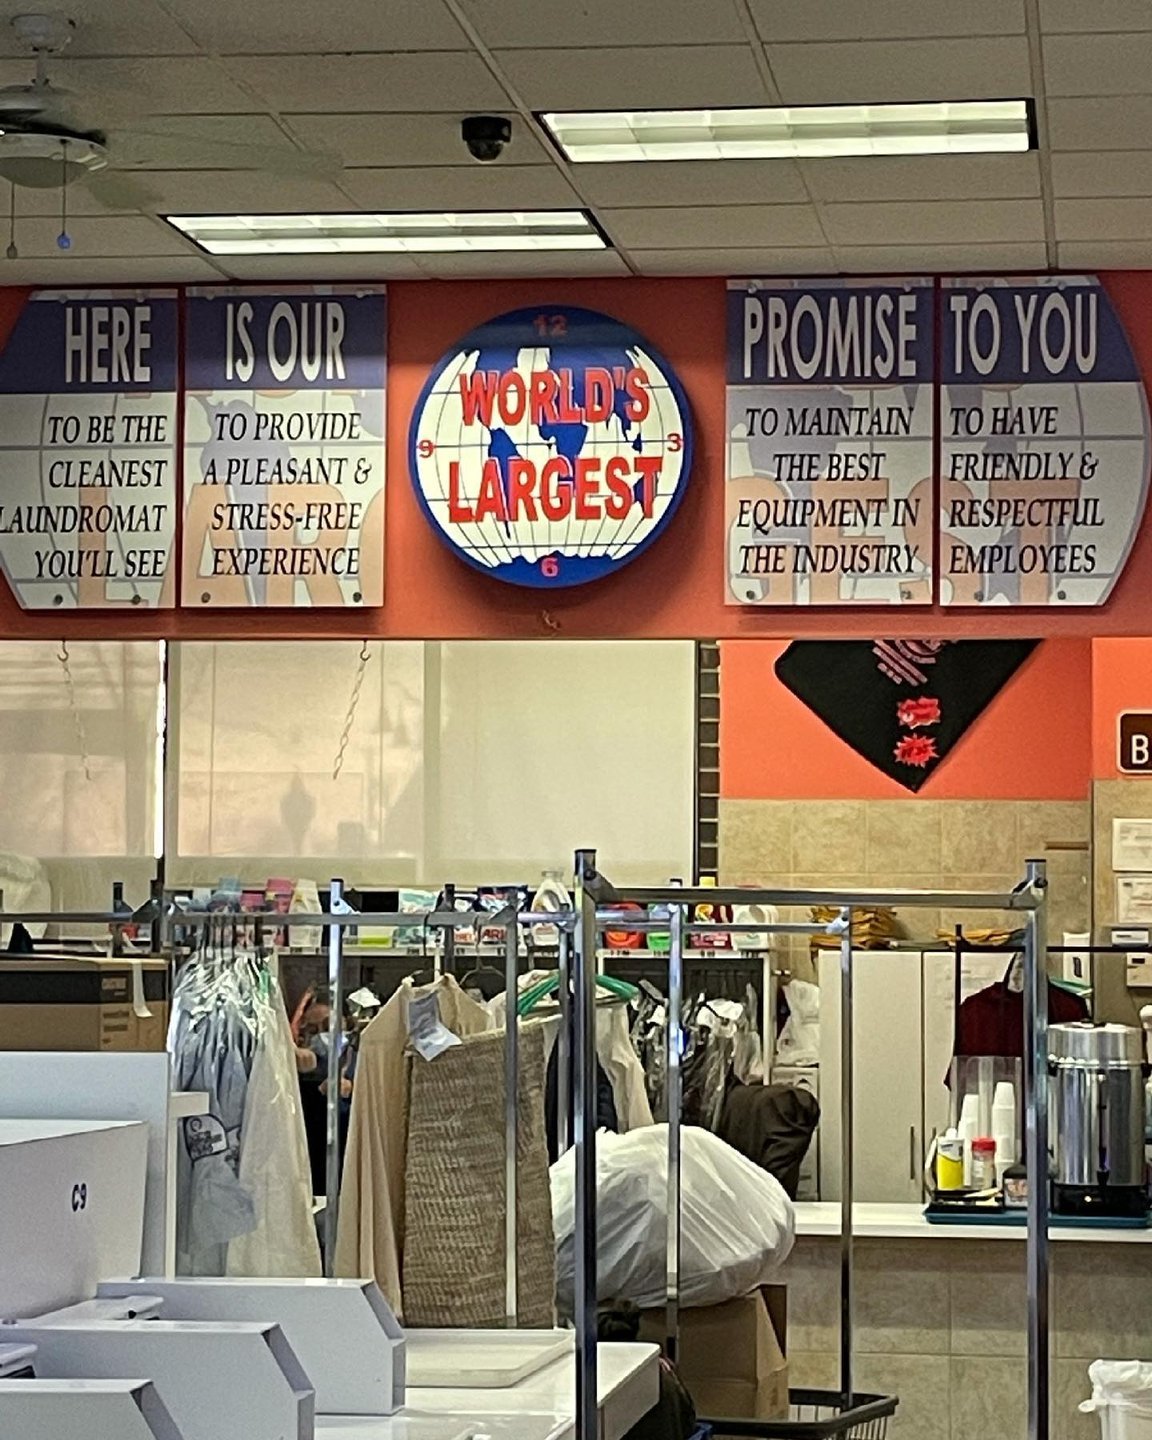 HERE
TO BE THE
CLEANEST
LAUNDROMAT
YOU'LL SEE
IS OUR
TO PROVIDE
A PLEASANT &
STRESS-FREE
EXPERIENCE
12
WORLD'S
9
3
LARGEST
6
PROMISE
TO MAINTAIN
THE BEST
EQUIPMENT IN
THE INDUSTRY
TO YOU
TO HAVE
FRIENDLY &
RESPECTFUL
EMPLOYEES
B
C9